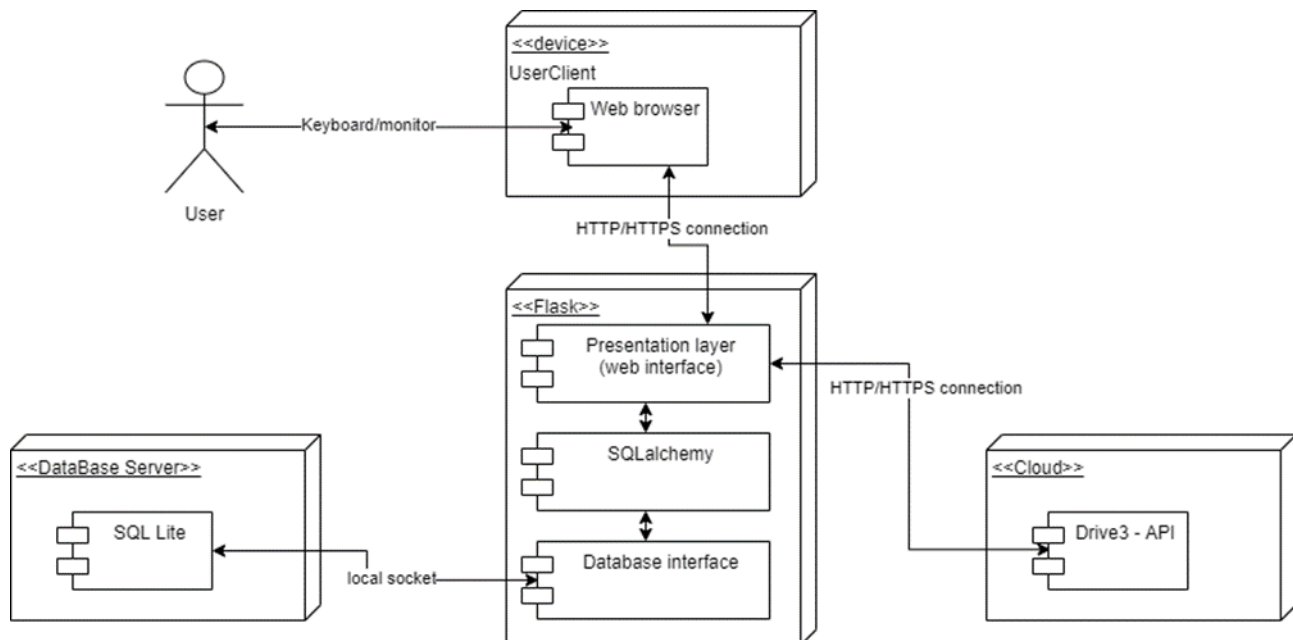 <<device>>
UserClient
Web browser
Keyboard/monitor
User
HTTP/HTTPS connection
<<Flask>>
Presentation layer
(web interface)
HTTP/HTTPS connection
SQLalchemy
<<DataBase Server>>
<<Cloud>>
SQL Lite
Drive3 - API
Database interface
local socket